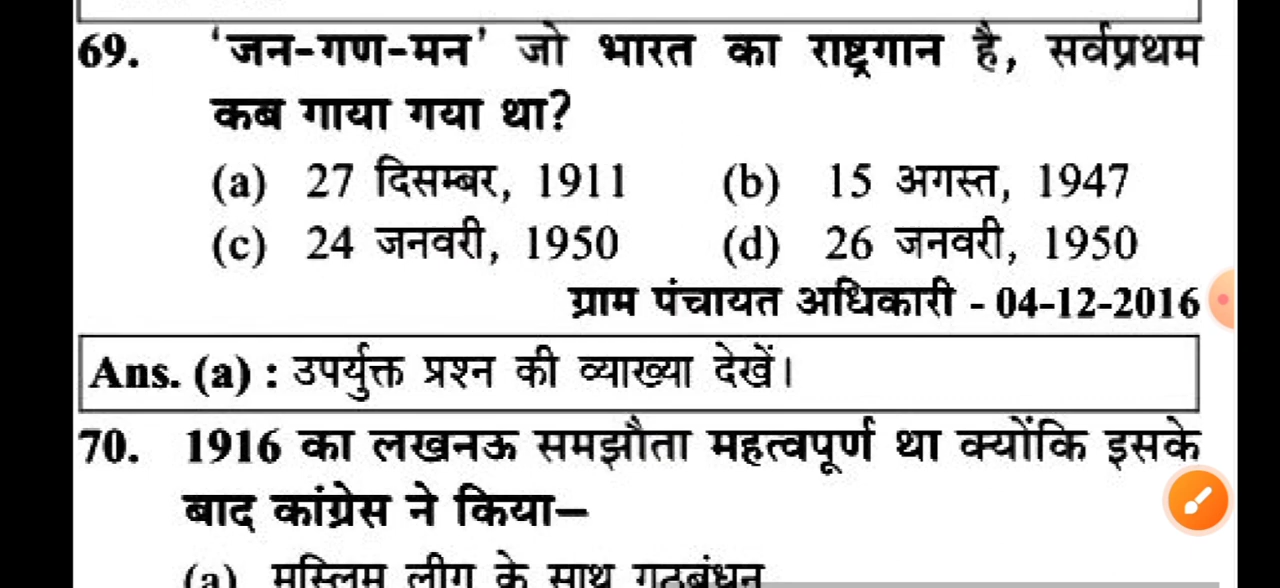 69. 'जन-गण-मन' जो भारत का राष्ट्रगान है, सर्वप्रथम
कब गाया गया था?
(a) 27 दिसम्बर, 1911 (b) 15 अगस्त, 1947
(c) 24 जनवरी, 1950 (d) 26 जनवरी, 1950
ग्राम पंचायत अधिकारी - 04-12-2016
Ans. (a) : उपर्युक्त प्रश्न की व्याख्या देखें।
70. 1916 का लखनऊ समझौता महत्वपूर्ण था क्योंकि इसके
बाद कांग्रेस ने किया–
(a) मुस्लिम लीग के साथ गठबंधन